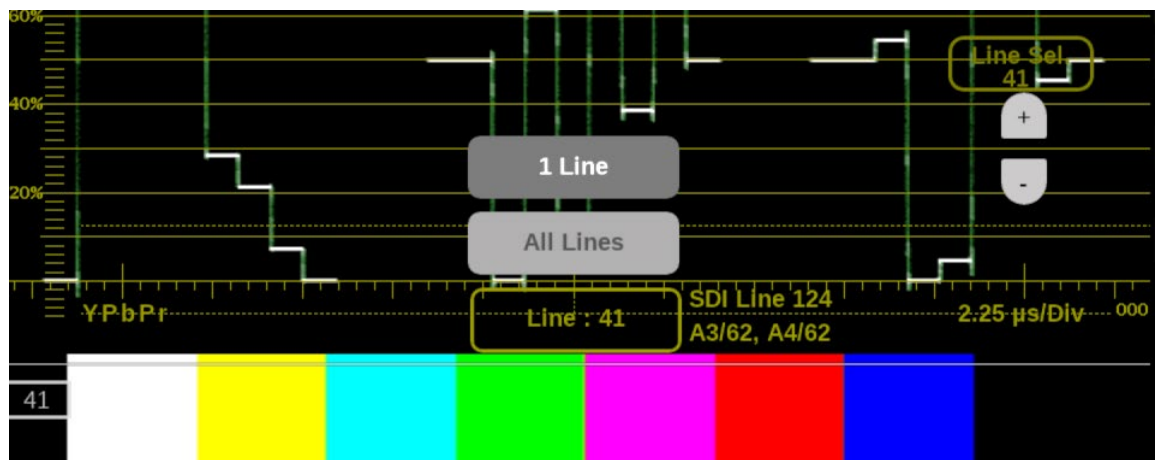 60%
Line Sel
41
40%
+
1 Line
20%
-
All Lines
YPbPr
Line : 41
SDI Line 124
A3/62, A4/62
2.25 µs/Div
000
41